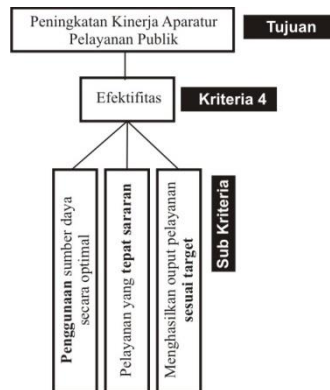 Peningkatan Kinerja Aparatur
Pelayanan Publik
Tujuan
Efektifitas
Kriteria 4
Penggunaan sumber daya
secara optimal
Pelayanan yang tepat sararan
Menghasilkan ouput pelayanan
sesuai target
Sub Kriteria